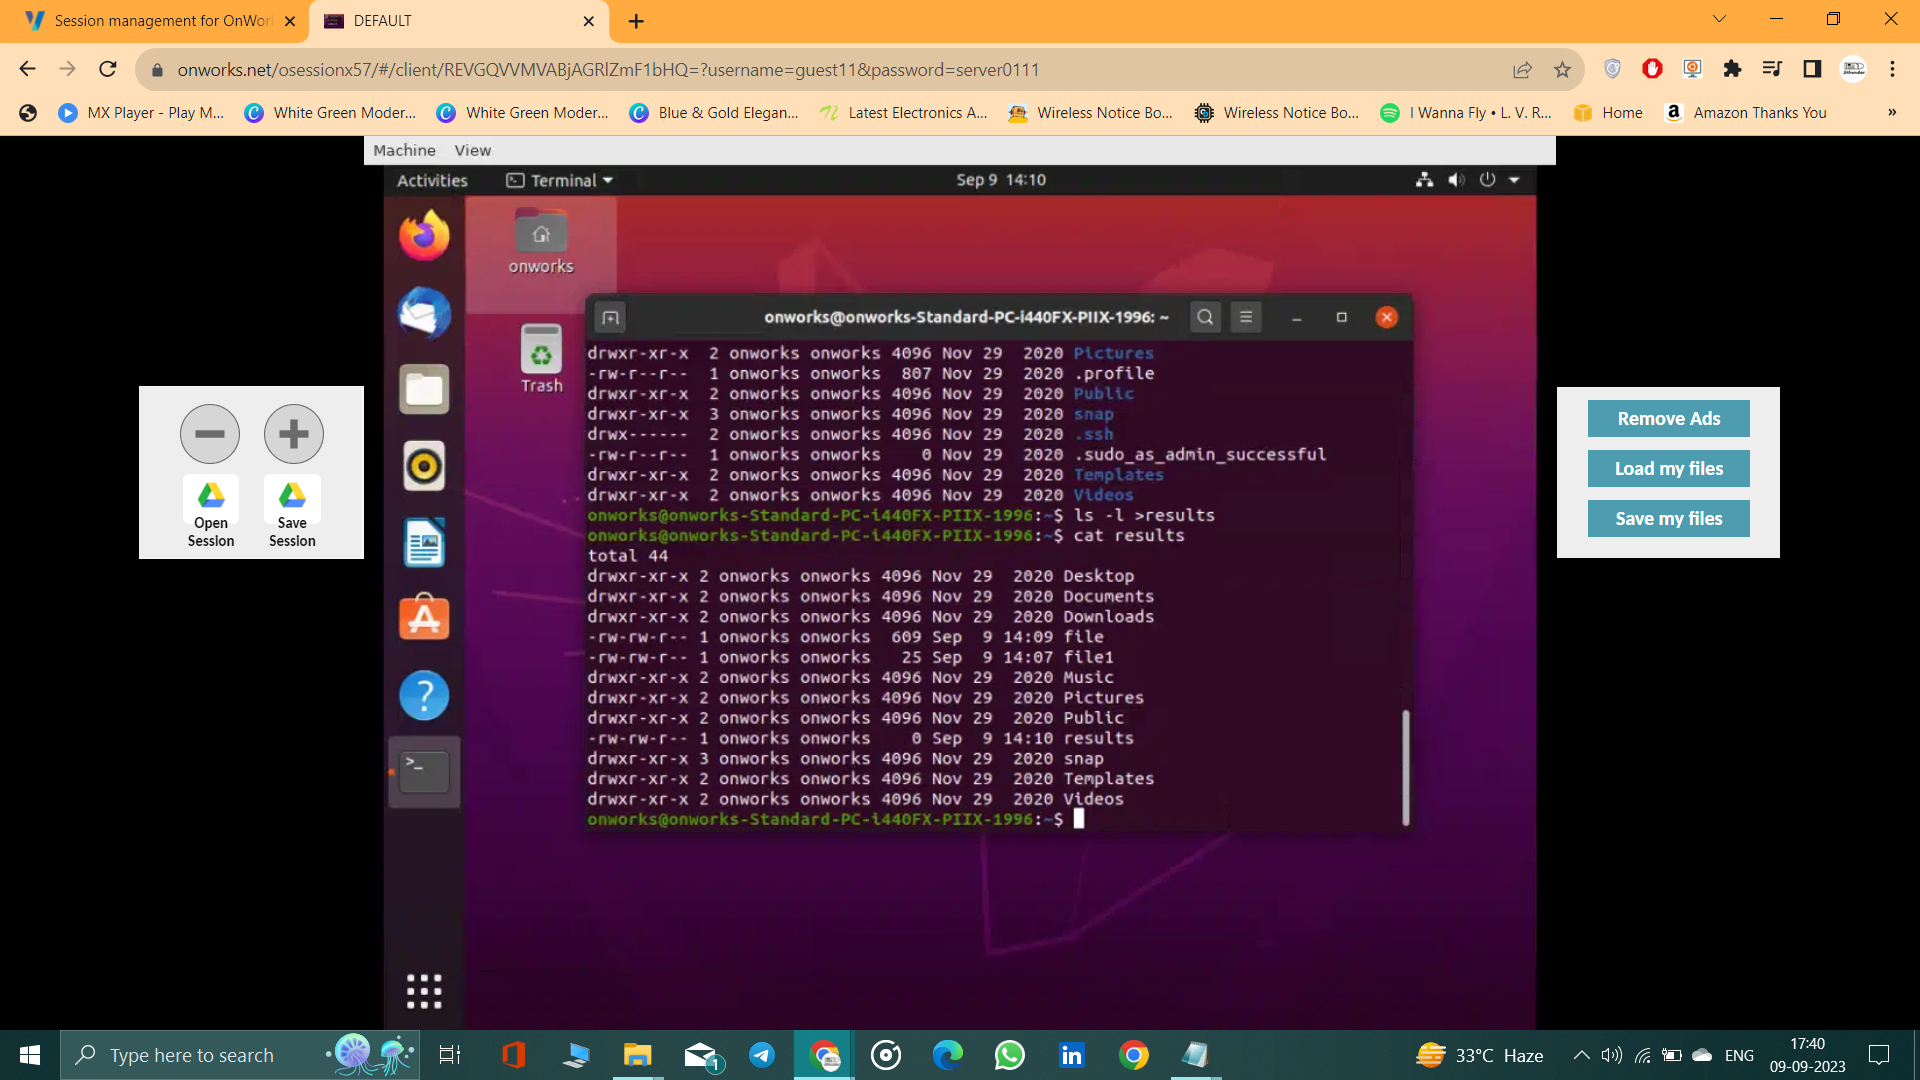 Session management for OnWor
DEFAULT
onworks.net/osessionx57/#/client/REVGQVVMVABjAGRlZmF1bHQ=?username=guest11&password=server0111
MX Player - Play M...
White Green Moder...
White Green Moder...
Blue & Gold Elegan...
Latest Electronics A...
Wireless Notice Bo...
Wireless Notice Bo...
I Wanna Fly • L. V. R...
Home
Amazon Thanks You
»
Machine View
Activities
Terminal
Sep 9 14:10
onworks
Trash
onworks@onworks-Standard-PC-i440FX-PIIX-1996: ~
drwxr-xr-x  2 onworks onworks 4096 Nov 29  2020 Pictures
-rw-r--r--  1 onworks onworks  807 Nov 29  2020 .profile
drwxr-xr-x  2 onworks onworks 4096 Nov 29  2020 Public
drwxr-xr-x  3 onworks onworks 4096 Nov 29  2020 snap
drwx------  2 onworks onworks 4096 Nov 29  2020 .ssh
-rw-r--r--  1 onworks onworks    0 Nov 29  2020 .sudo_as_admin_successful
drwxr-xr-x  2 onworks onworks 4096 Nov 29  2020 Templates
drwxr-xr-x  2 onworks onworks 4096 Nov 29  2020 Videos
onworks@onworks-Standard-PC-i440FX-PIIX-1996:~$ ls -l >results
onworks@onworks-Standard-PC-i440FX-PIIX-1996:~$ cat results
total 44
drwxr-xr-x 2 onworks onworks 4096 Nov 29  2020 Desktop
drwxr-xr-x 2 onworks onworks 4096 Nov 29  2020 Documents
drwxr-xr-x 2 onworks onworks 4096 Nov 29  2020 Downloads
-rw-rw-r-- 1 onworks onworks  609 Sep  9 14:09 file
-rw-rw-r-- 1 onworks onworks   25 Sep  9 14:07 file1
drwxr-xr-x 2 onworks onworks 4096 Nov 29  2020 Music
drwxr-xr-x 2 onworks onworks 4096 Nov 29  2020 Pictures
drwxr-xr-x 2 onworks onworks 4096 Nov 29  2020 Public
-rw-rw-r-- 1 onworks onworks    0 Sep  9 14:10 results
drwxr-xr-x 3 onworks onworks 4096 Nov 29  2020 snap
drwxr-xr-x 2 onworks onworks 4096 Nov 29  2020 Templates
drwxr-xr-x 2 onworks onworks 4096 Nov 29  2020 Videos
onworks@onworks-Standard-PC-i440FX-PIIX-1996:~$
Open
Session
Save
Session
Remove Ads
Load my files
Save my files
Type here to search
1
33°C Haze
ENG
17:40
09-09-2023